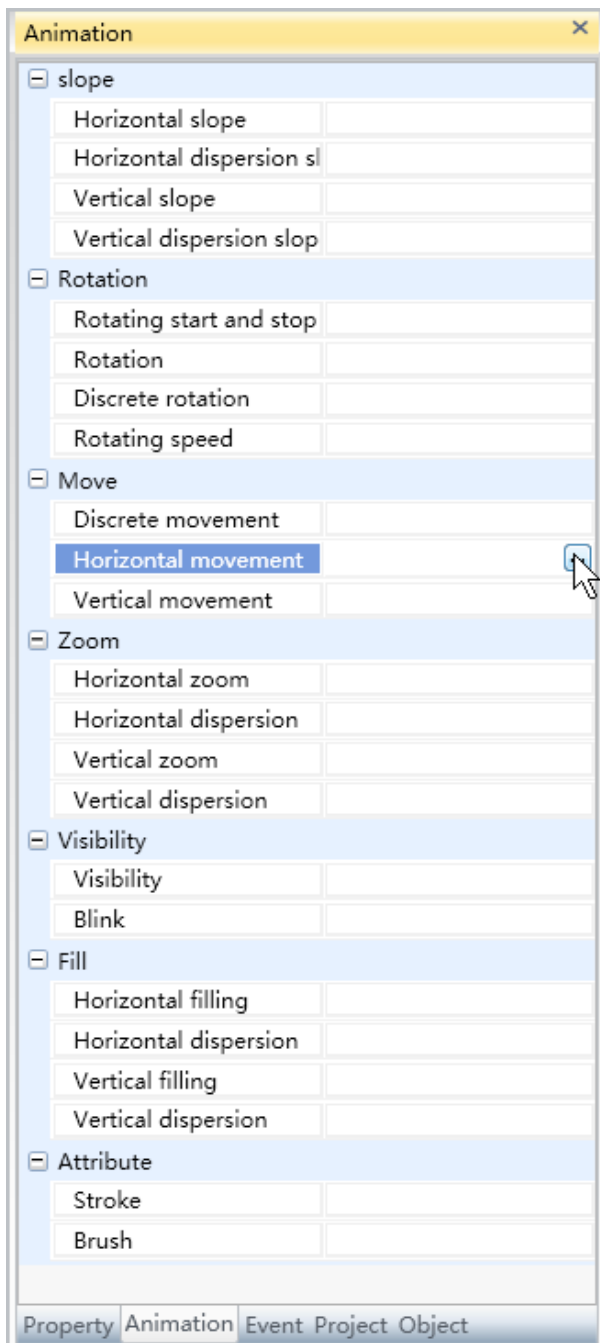 Animation
slope
Horizontal slope
Horizontal dispersion sl
Vertical slope
Vertical dispersion slop
Rotation
Rotating start and stop
Rotation
Discrete rotation
Rotating speed
Move
Discrete movement
Horizontal movement
Vertical movement
Zoom
Horizontal zoom
Horizontal dispersion
Vertical zoom
Vertical dispersion
Visibility
Visibility
Blink
Fill
Horizontal filling
Horizontal dispersion
Vertical filling
Vertical dispersion
Attribute
Stroke
Brush
Property Animation Event Project Object